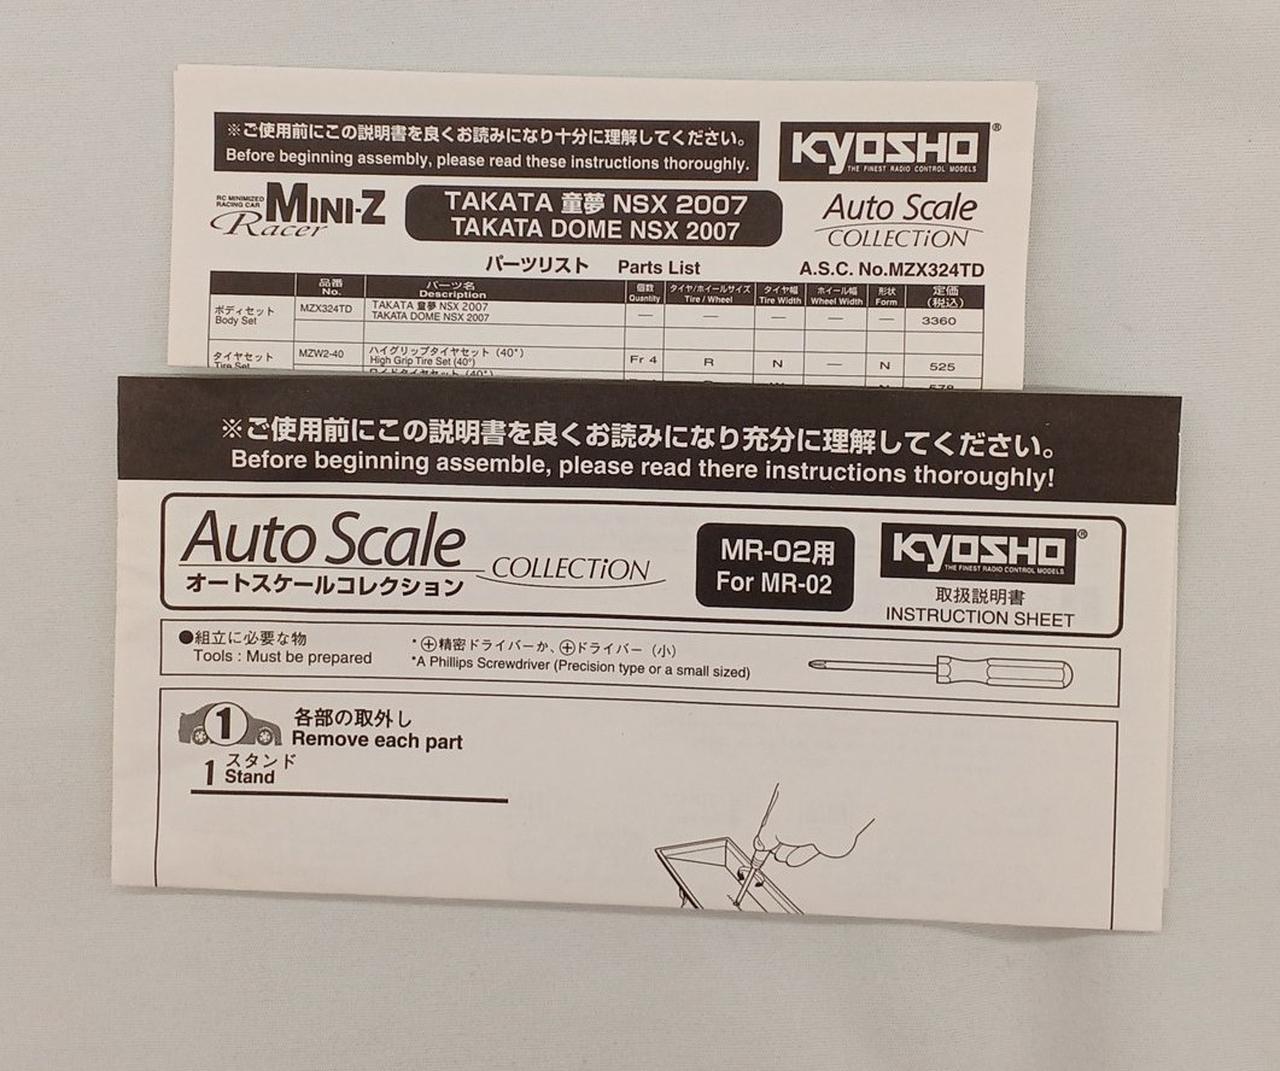 ※ご使用前にこの説明書を良くお読みになり十分に理解してください。
Before beginning assembly, please read these instructions thoroughly.
KYOSHO®
THE FINEST RADIO CONTROL MODELS
RC MINIMIZED
RACING CAR
MINI-Z
Racer
TAKATA 童夢 NSX 2007
TAKATA DOME NSX 2007
Auto Scale
COLLECTiON
パーツリスト Parts List
A.S.C. No.MZX324TD
品番 パーツ名 個数 タイヤ/ホイールサイズ タイヤ幅 ホイール幅 形状 定価
No. Description Quantity Tire / Wheel Tire Width Wheel Width Form (税込)
ボディセット MZX324TD TAKATA 童夢 NSX 2007 — — — — — 3360
Body Set TAKATA DOME NSX 2007
タイヤセット MZW2-40 ハイグリップタイヤセット (40°) Fr 4 R N — N 525
Tire Set High Grip Tire Set (40°)
※ご使用前にこの説明書を良くお読みになり充分に理解してください。
Before beginning assemble, please read there instructions thoroughly!
Auto Scale
COLLECTiON
オートスケールコレクション
MR-02用
For MR-02
KYOSHO®
THE FINEST RADIO CONTROL MODELS
取扱説明書
INSTRUCTION SHEET
●組立に必要な物
Tools : Must be prepared
*⊕精密ドライバーか、⊕ドライバー（小）
*A Phillips Screwdriver (Precision type or a small sized)
1
各部の取外し
Remove each part
1 スタンド
Stand